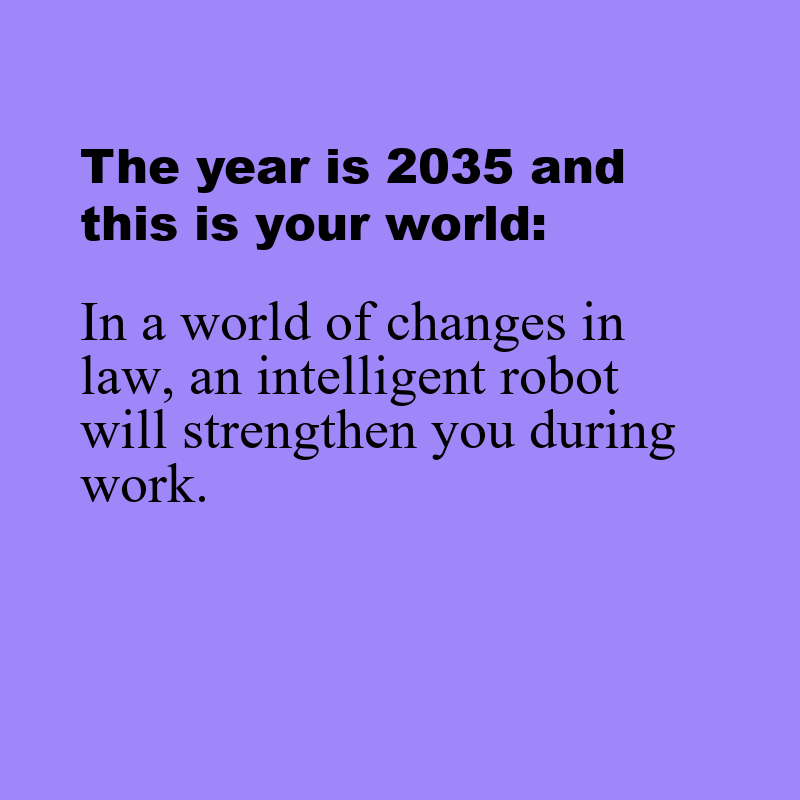 The year is 2035 and
this is your world:
In a world of changes in
law, an intelligent robot
will strengthen you during
work.